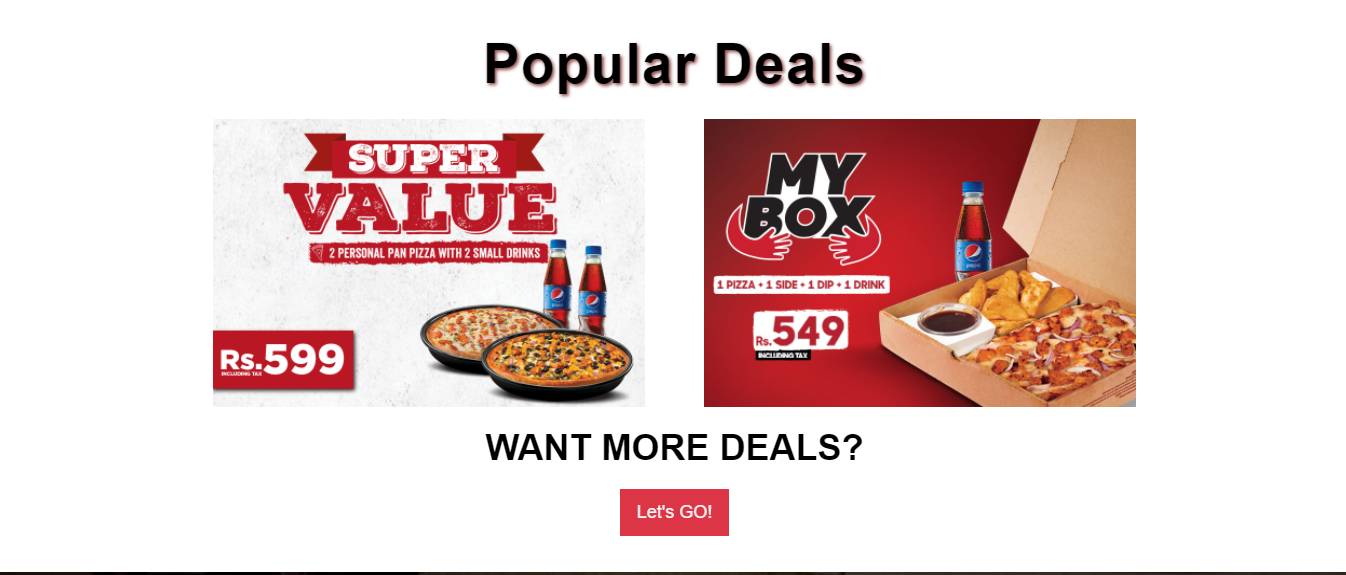 Popular Deals
SUPER
VALUE
2 PERSONAL PAN PIZZA WITH 2 SMALL DRINKS
Rs.599
INCLUDING TAX
MY
BOX
1 PIZZA + 1 SIDE + 1 DIP + 1 DRINK
Rs.549
INCLUDING TAX
pepsi
WANT MORE DEALS?
Let's GO!